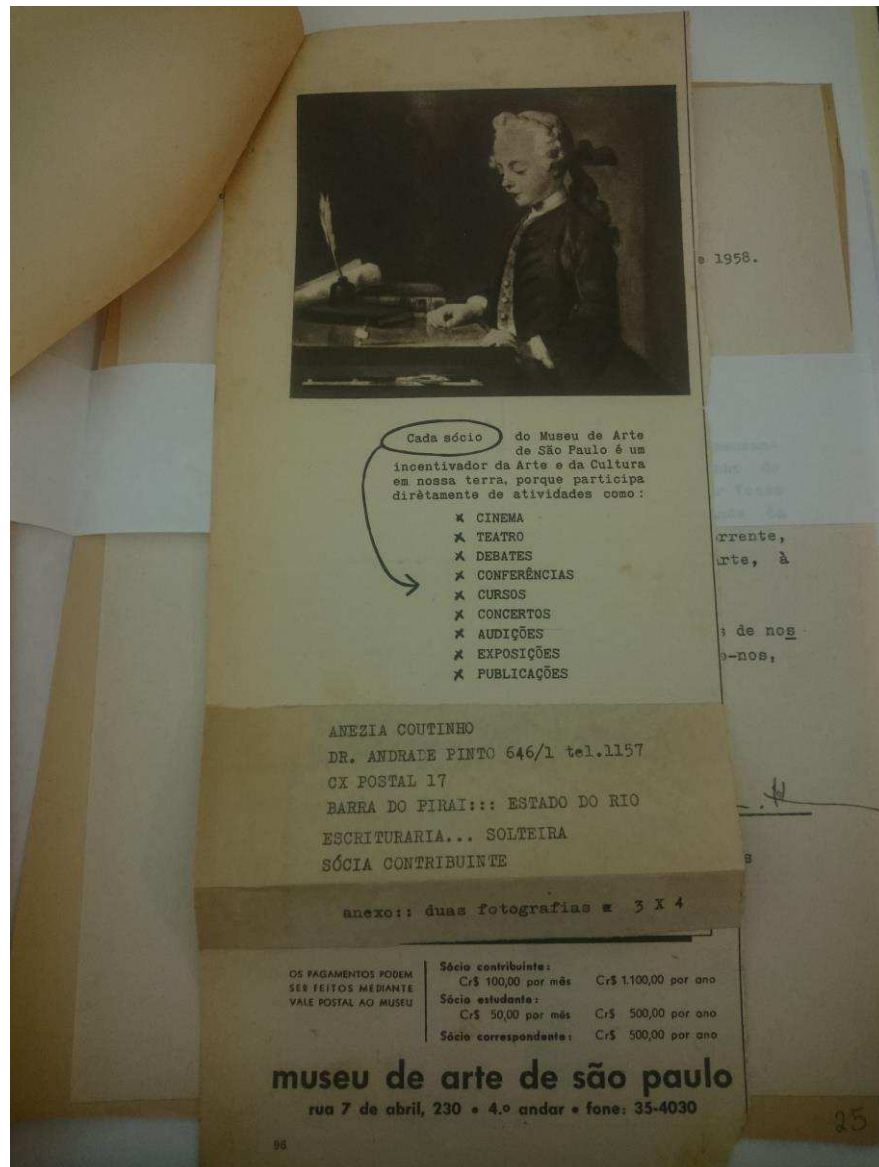 e 1958.
Cada sócio do Museu de Arte
de São Paulo é um
incentivador da Arte e da Cultura
em nossa terra, porque participa
dirètamente de atividades como:
x CINEMA
x TEATRO
x DEBATES
x CONFERÊNCIAS
x CURSOS
x CONCERTOS
x AUDIÇÕES
x EXPOSIÇÕES
x PUBLICAÇÕES
rrente,
rte, à
s de nos
o-nos,
s
ANEZIA COUTINHO
DR. ANDRADE PINTO 646/1 tel.1157
CX POSTAL 17
BARRA DO PIRAI::: ESTADO DO RIO
ESCRITURARIA... SOLTEIRA
SÓCIA CONTRIBUINTE
anexo:: duas fotografias 3 X 4
OS PAGAMENTOS PODEM
SER FEITOS MEDIANTE
VALE POSTAL AO MUSEU
Sócio contribuinte:
Cr$ 100,00 por mês Cr$ 1.100,00 por ano
Sócio estudante:
Cr$ 50,00 por mês Cr$ 500,00 por ano
Sócio correspondente: Cr$ 500,00 por ano
museu de arte de são paulo
rua 7 de abril, 230 • 4.º andar • fone: 35-4030
96
25